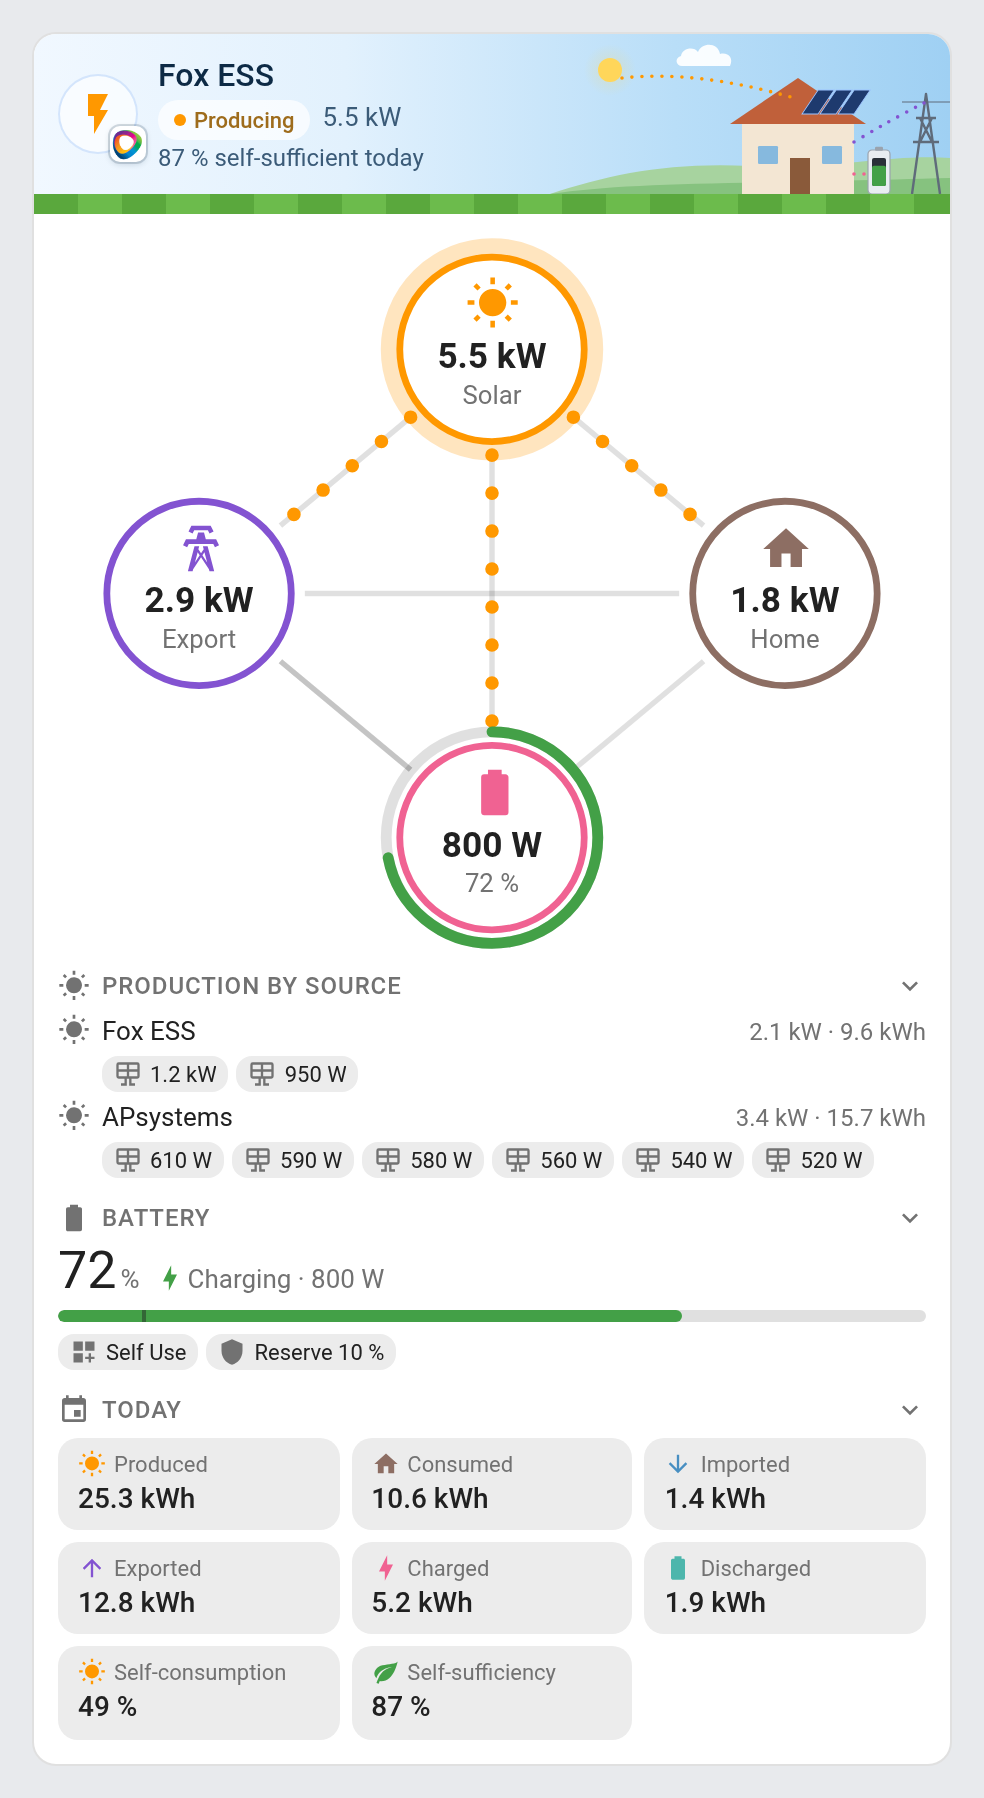 Fox ESS
Producing 5.5 kW
87 % self-sufficient today
5.5 kW
Solar
2.9 kW
Export
1.8 kW
Home
800 W
72 %
PRODUCTION BY SOURCE
Fox ESS 2.1 kW · 9.6 kWh
1.2 kW 950 W
APsystems 3.4 kW · 15.7 kWh
610 W 590 W 580 W 560 W 540 W 520 W
BATTERY
72 % Charging · 800 W
Self Use Reserve 10 %
TODAY
Produced Consumed Imported
25.3 kWh 10.6 kWh 1.4 kWh
Exported Charged Discharged
12.8 kWh 5.2 kWh 1.9 kWh
Self-consumption Self-sufficiency
49 % 87 %